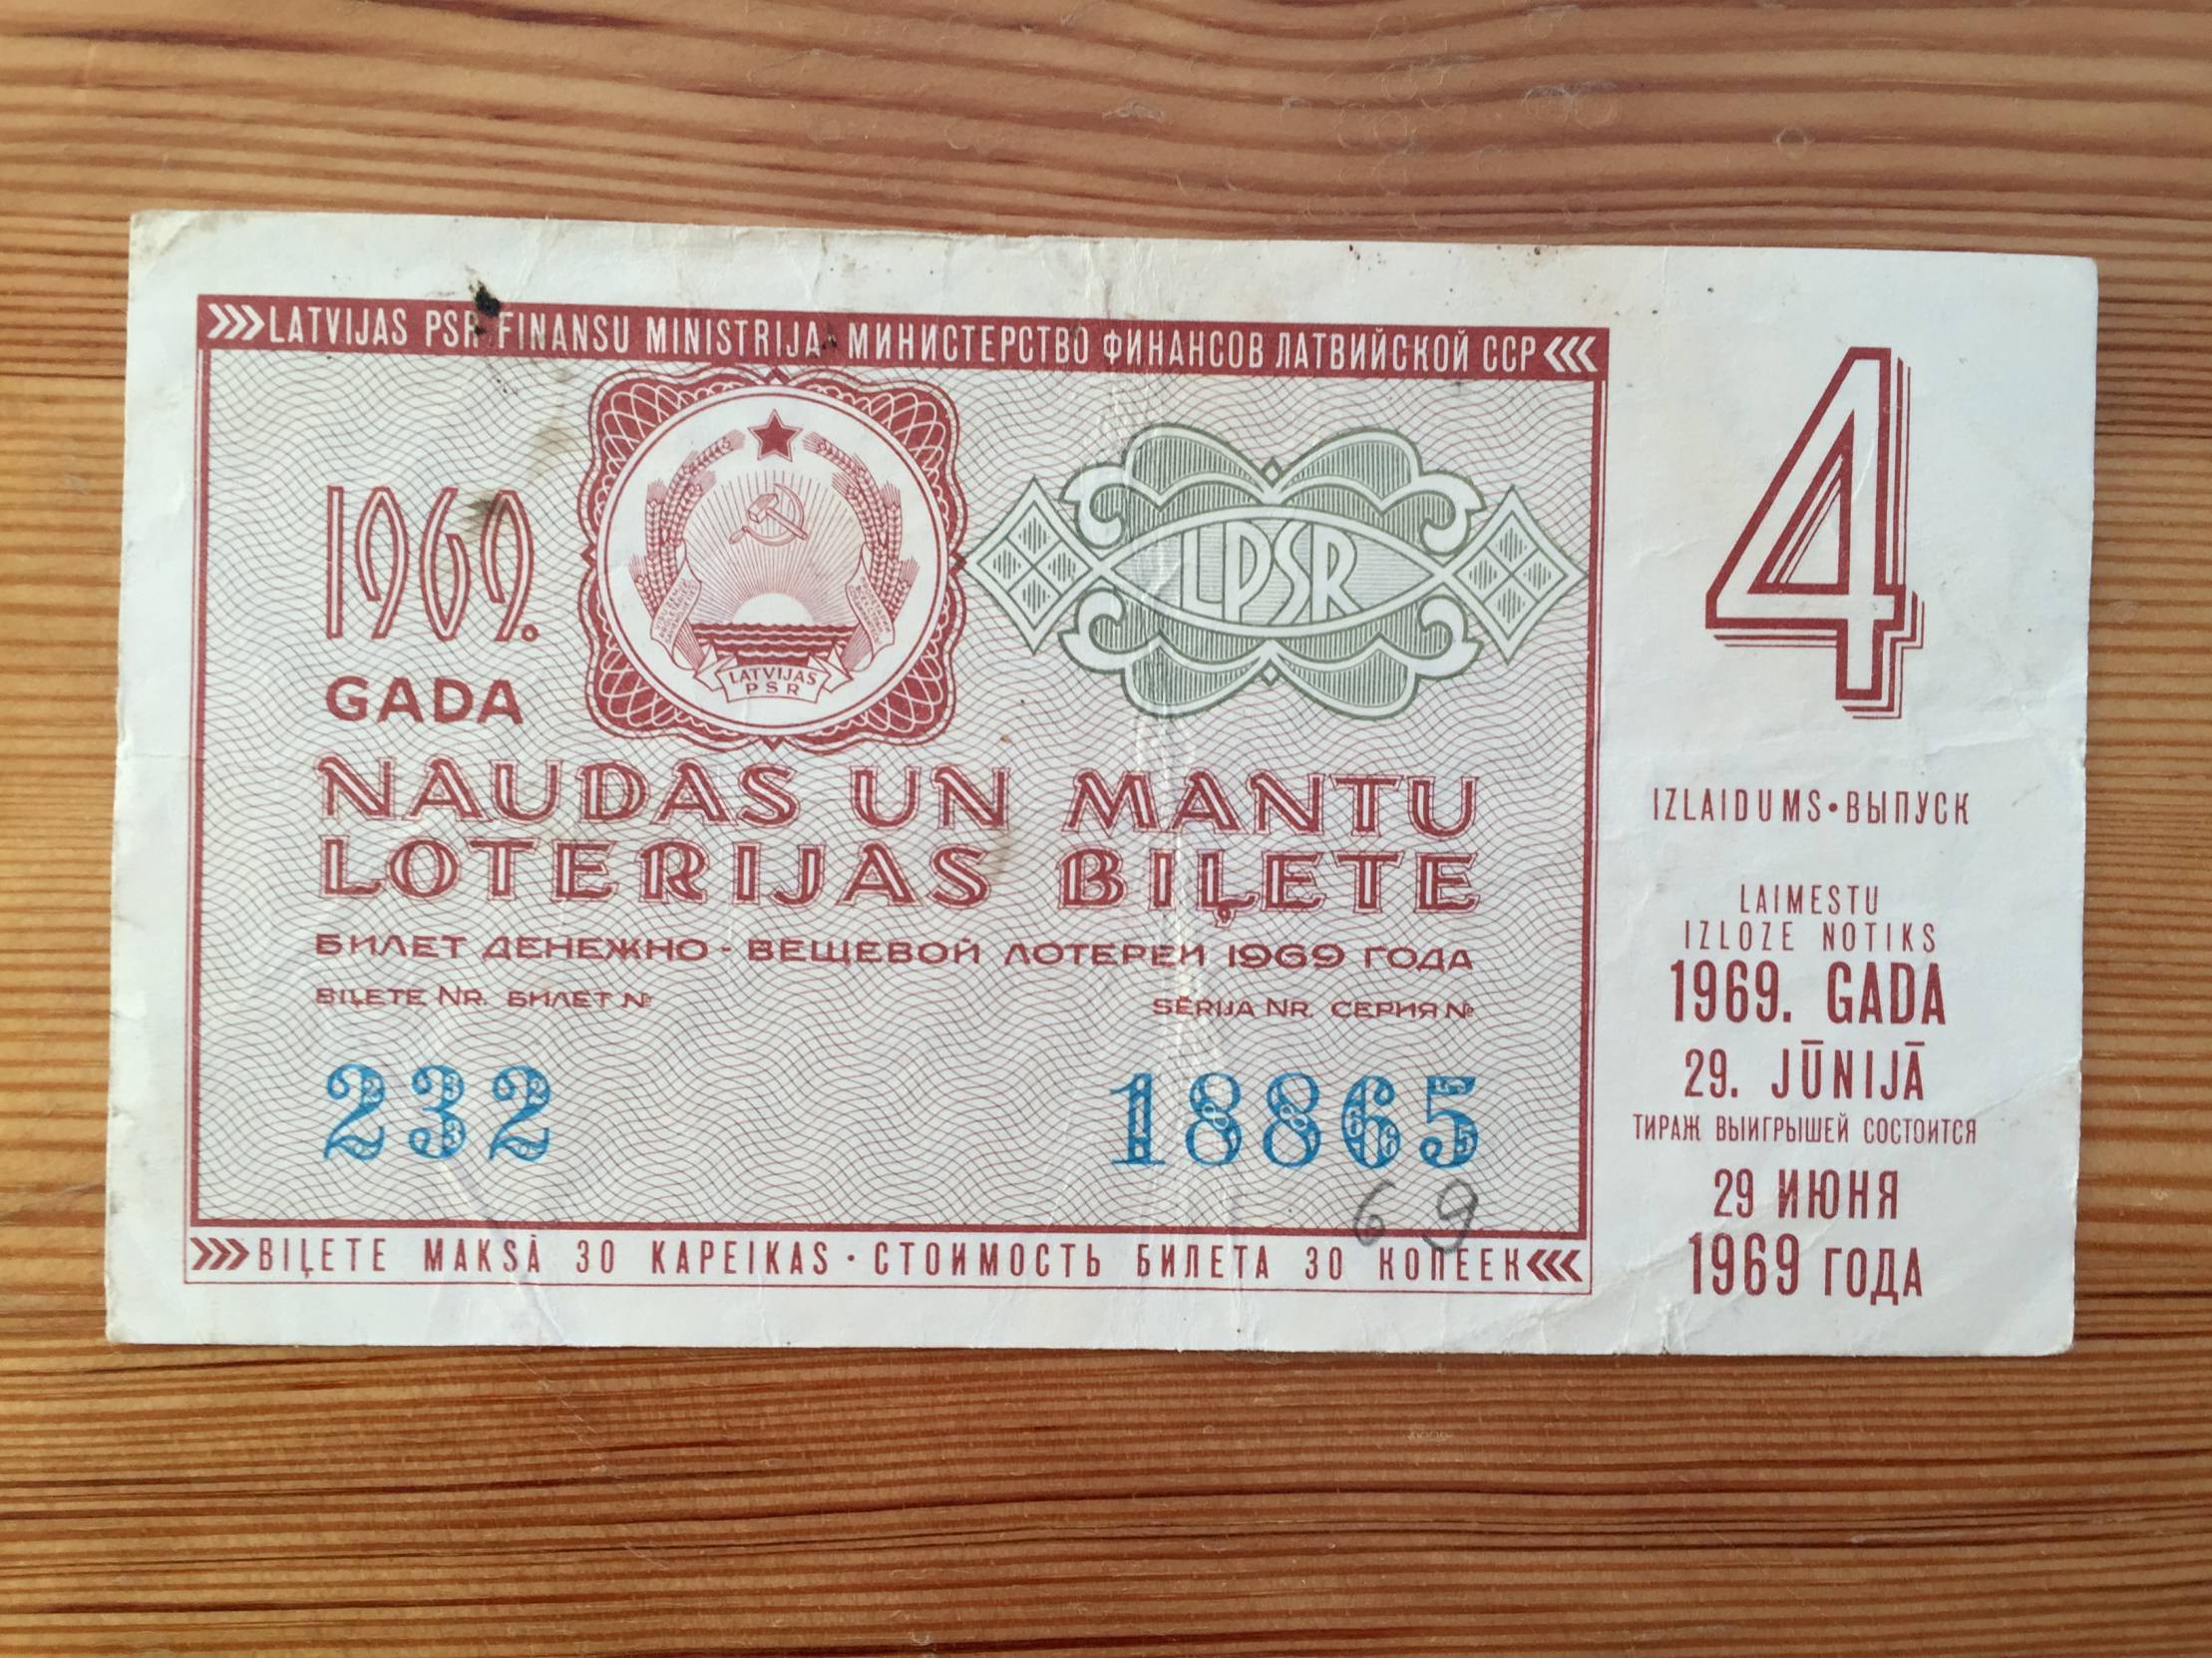 LATVIJAS PSR FINANSU MINISTRIJA · МИНИСТЕРСТВО ФИНАНСОВ ЛАТВИЙСКОЙ ССР
1969.
GADA
LATVIJAS
PSR
LPSR
NAUDAS UN MANTU
LOTERIJAS BIĻETE
БИЛЕТ ДЕНЕЖНО-ВЕЩЕВОЙ ЛОТЕРЕИ 1969 ГОДА
BIĻETE NR. БИЛЕТ №
SĒRIJA NR. СЕРИЯ №
232
18865
69
BIĻETE MAKSĀ 30 KAPEIKAS · СТОИМОСТЬ БИЛЕТА 30 КОПЕЕК
4
IZLAIDUMS • ВЫПУСК
LAIMESTU
IZLOZE NOTIKS
1969. GADA
29. JŪNIJĀ
ТИРАЖ ВЫИГРЫШЕЙ СОСТОИТСЯ
29 ИЮНЯ
1969 ГОДА